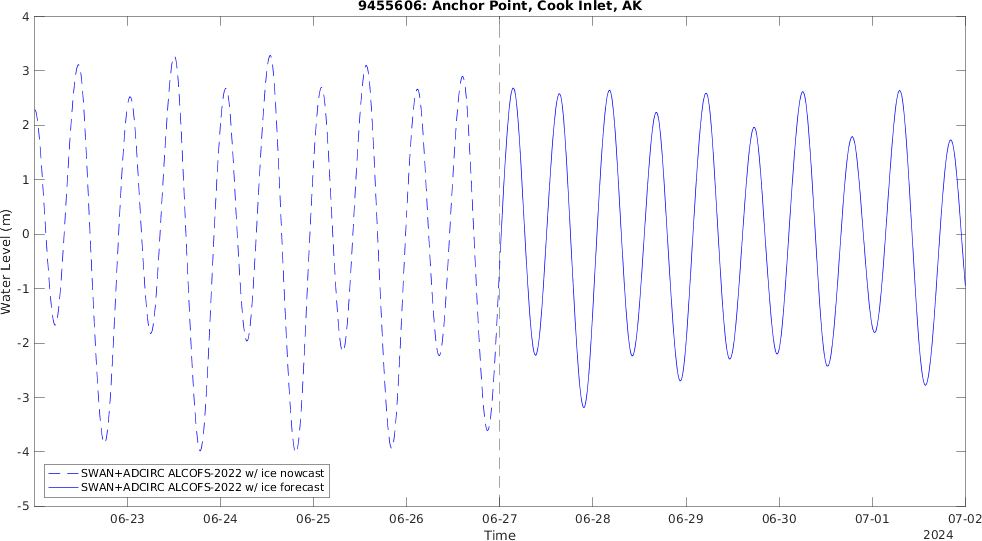 9455606: Anchor Point, Cook Inlet, AK
Water Level (m)
4
3
2
1
0
-1
-2
-3
-4
-5
SWAN+ADCIRC ALCOFS-2022 w/ ice nowcast
SWAN+ADCIRC ALCOFS-2022 w/ ice forecast
06-23 06-24 06-25 06-26 06-27 06-28 06-29 06-30 07-01 07-02
Time
2024